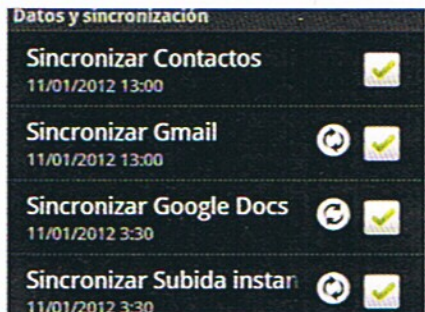 Datos y sincronización
Sincronizar Contactos
11/01/2012 13:00
Sincronizar Gmail
11/01/2012 13:00
Sincronizar Google Docs
11/01/2012 3:30
Sincronizar Subida instan
11/01/2012 3:30